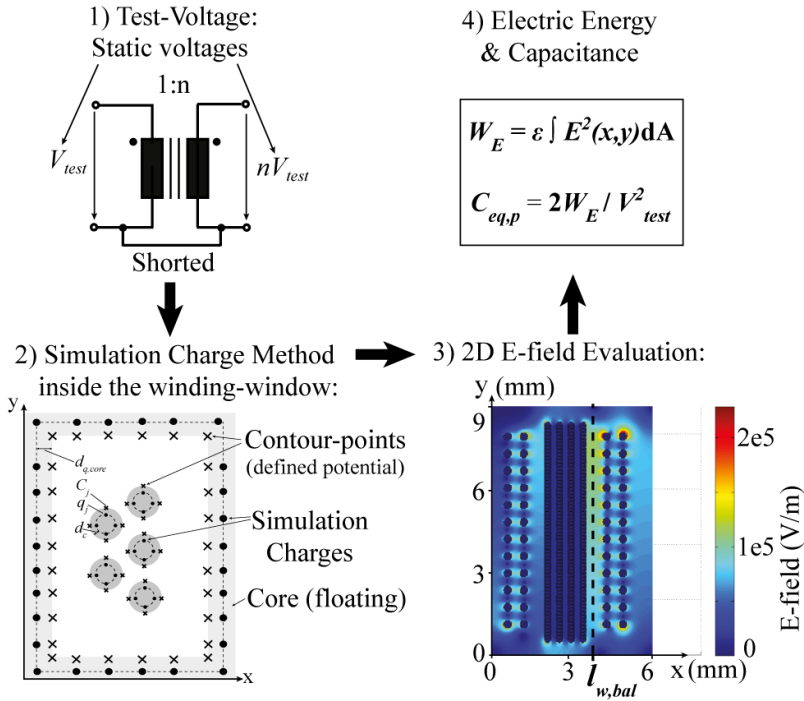 1) Test-Voltage:
Static voltages
1:n
V_test
nV_test
Shorted
2) Simulation Charge Method
inside the winding-window:
y
d_q,core
C_j
q_j
d_c
x
Contour-points
(defined potential)
Simulation
Charges
Core (floating)
4) Electric Energy
& Capacitance
W_E = ε ∫ E²(x,y)dA
C_eq,p = 2W_E / V²_test
3) 2D E-field Evaluation:
y (mm)
9
6
3
0
0 3 6 x (mm)
l_w,bal
2e5
1e5
0
E-field (V/m)